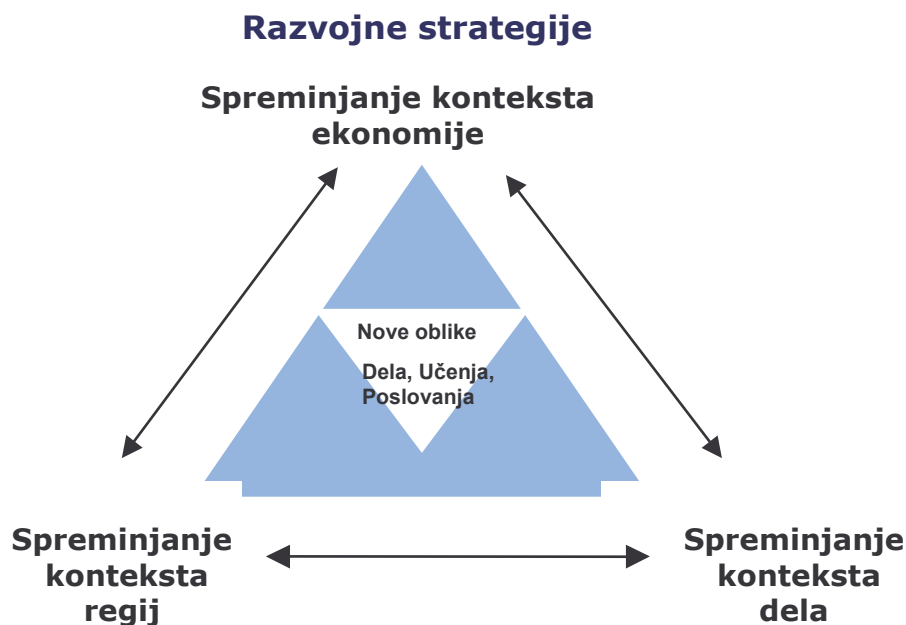 Razvojne strategije
Spreminjanje konteksta
ekonomije
Nove oblike
Dela, Učenja,
Poslovanja
Spreminjanje
konteksta
regij
Spreminjanje
konteksta
dela